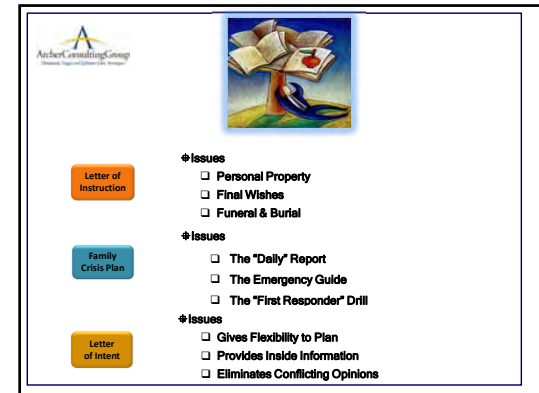 ArcherConsultingGroup
Letter of
Instruction
⌖Issues
❑ Personal Property
❑ Final Wishes
❑ Funeral & Burial
Family
Crisis Plan
⌖Issues
❑ The "Daily" Report
❑ The Emergency Guide
❑ The "First Responder" Drill
Letter
of Intent
⌖Issues
❑ Gives Flexibility to Plan
❑ Provides Inside Information
❑ Eliminates Conflicting Opinions